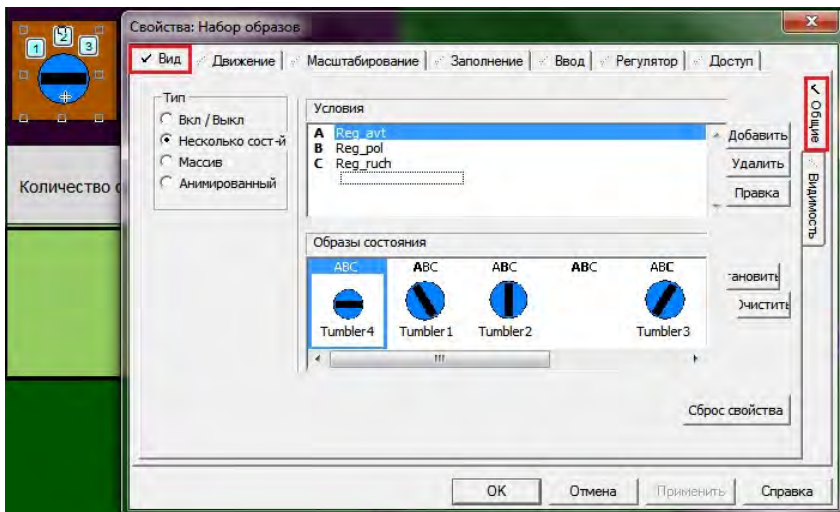 1 2 3
Количество
Свойства: Набор образов
Вид Движение Масштабирование Заполнение Ввод Регулятор Доступ
Общие
Видимость
Тип
Вкл / Выкл
Несколько сост-й
Массив
Анимированный
Условия
A Reg_avt
B Reg_pol
C Reg_ruch
Добавить
Удалить
Правка
Образы состояния
ABC ABC ABC ABC ABC
Tumbler4 Tumbler1 Tumbler2 Tumbler3
тановить
Очистить
Сброс свойства
OK Отмена Применить Справка